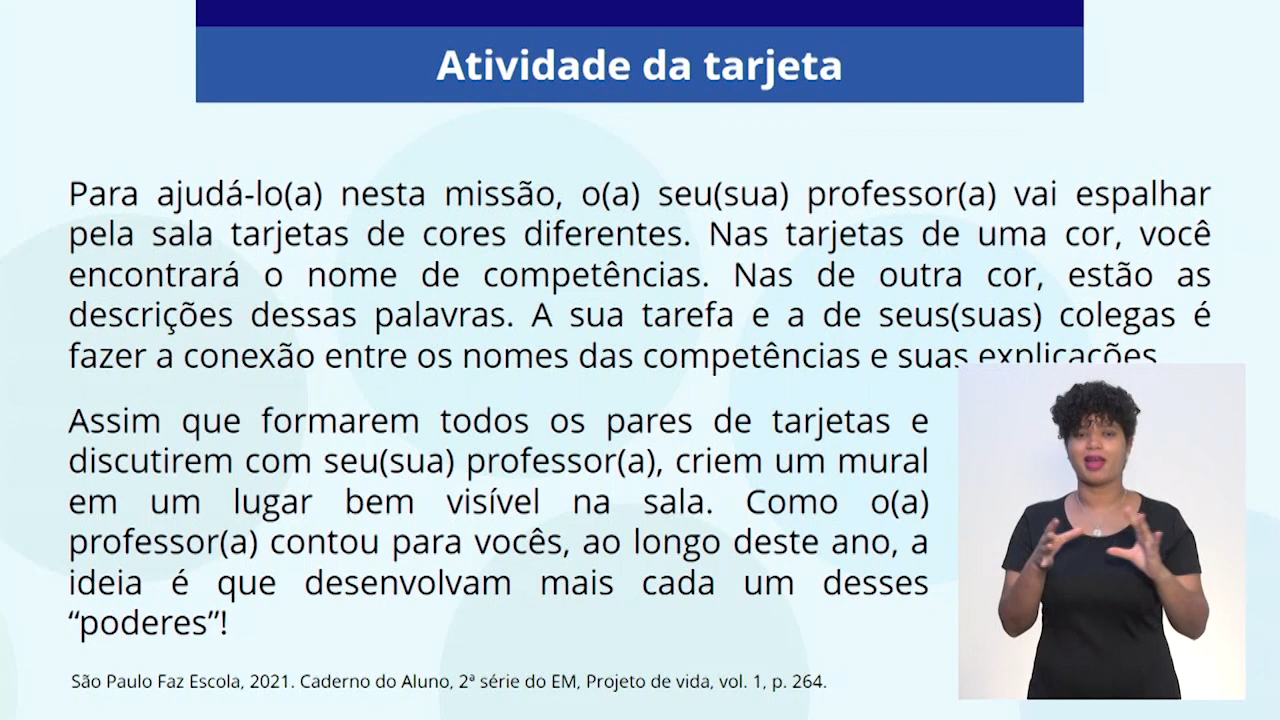 Atividade da tarjeta
Para ajudá-lo(a) nesta missão, o(a) seu(sua) professor(a) vai espalhar
pela sala tarjetas de cores diferentes. Nas tarjetas de uma cor, você
encontrará o nome de competências. Nas de outra cor, estão as
descrições dessas palavras. A sua tarefa e a de seus(suas) colegas é
fazer a conexão entre os nomes das competências e suas explicações.
Assim que formarem todos os pares de tarjetas e
discutirem com seu(sua) professor(a), criem um mural
em um lugar bem visível na sala. Como o(a)
professor(a) contou para vocês, ao longo deste ano, a
ideia é que desenvolvam mais cada um desses
“poderes”!
São Paulo Faz Escola, 2021. Caderno do Aluno, 2ª série do EM, Projeto de vida, vol. 1, p. 264.